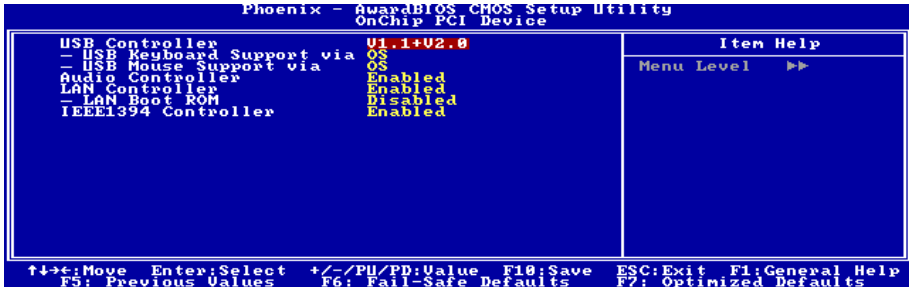 Phoenix - AwardBIOS CMOS Setup Utility
OnChip PCI Device
USB Controller V1.1+V2.0
- USB Keyboard Support via OS
- USB Mouse Support via OS
Audio Controller Enabled
LAN Controller Enabled
- LAN Boot ROM Disabled
IEEE1394 Controller Enabled
Item Help
Menu Level ▶▶
↑↓→←:Move Enter:Select +/-/PU/PD:Value F10:Save ESC:Exit F1:General Help
F5: Previous Values F6: Fail-Safe Defaults F7: Optimized Defaults